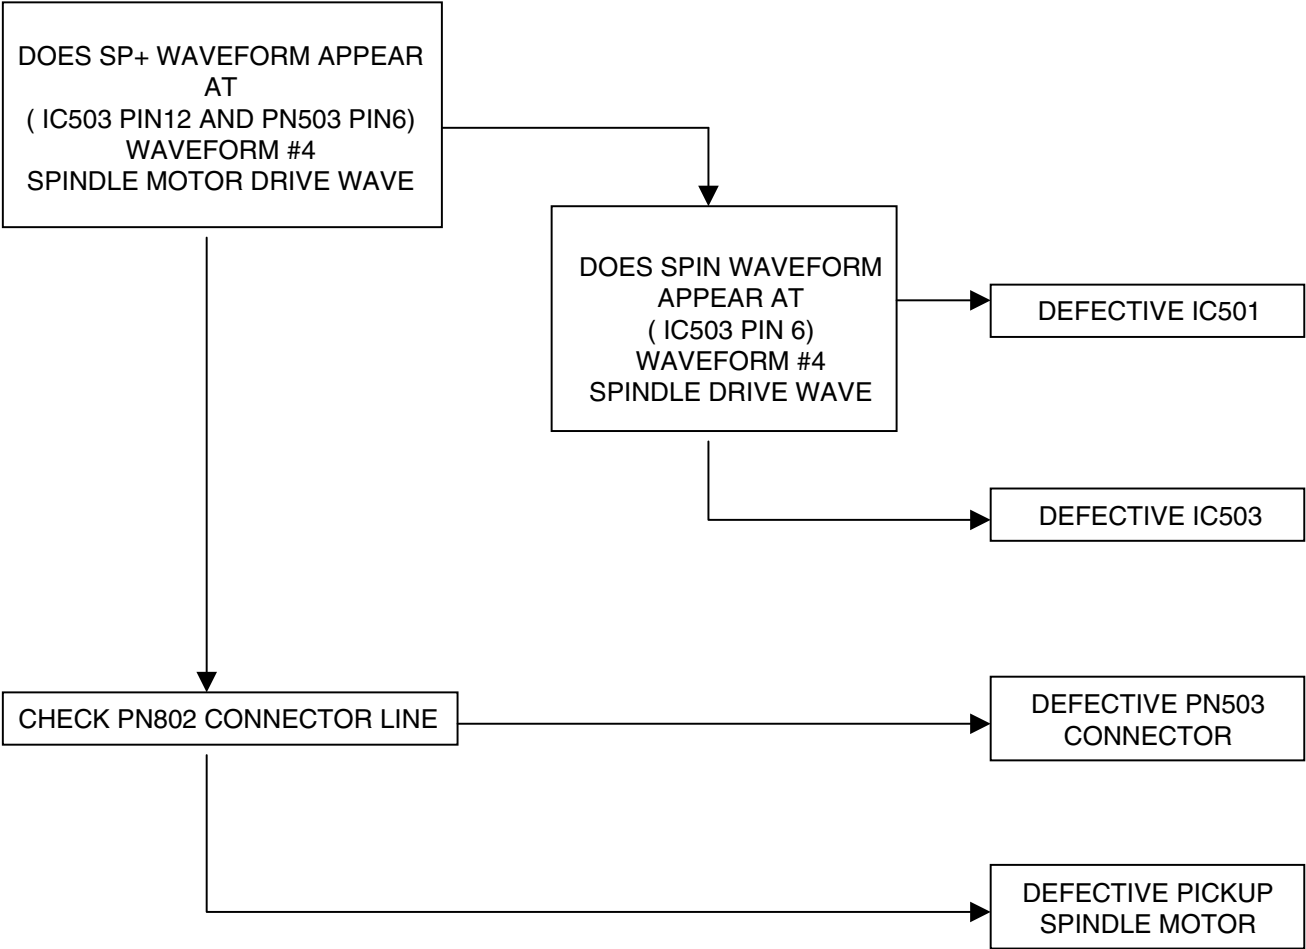 DOES SP+ WAVEFORM APPEAR
AT
( IC503 PIN12 AND PN503 PIN6)
WAVEFORM #4
SPINDLE MOTOR DRIVE WAVE
DOES SPIN WAVEFORM
APPEAR AT
( IC503 PIN 6)
WAVEFORM #4
SPINDLE DRIVE WAVE
DEFECTIVE IC501
DEFECTIVE IC503
CHECK PN802 CONNECTOR LINE
DEFECTIVE PN503
CONNECTOR
DEFECTIVE PICKUP
SPINDLE MOTOR